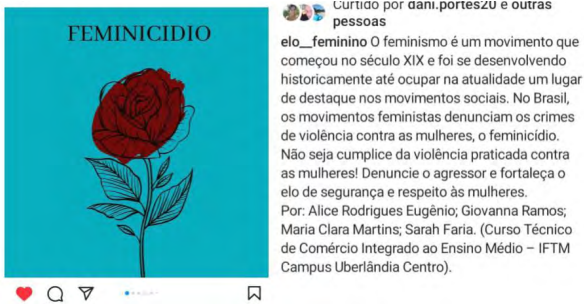 FEMINICIDIO
Curtido por dani.portes20 e outras
pessoas
elo__feminino O feminismo é um movimento que
começou no século XIX e foi se desenvolvendo
historicamente até ocupar na atualidade um lugar
de destaque nos movimentos sociais. No Brasil,
os movimentos feministas denunciam os crimes
de violência contra as mulheres, o feminicídio.
Não seja cumplice da violência praticada contra
as mulheres! Denuncie o agressor e fortaleça o
elo de segurança e respeito às mulheres.
Por: Alice Rodrigues Eugênio; Giovanna Ramos;
Maria Clara Martins; Sarah Faria. (Curso Técnico
de Comércio Integrado ao Ensino Médio – IFTM
Campus Uberlândia Centro).